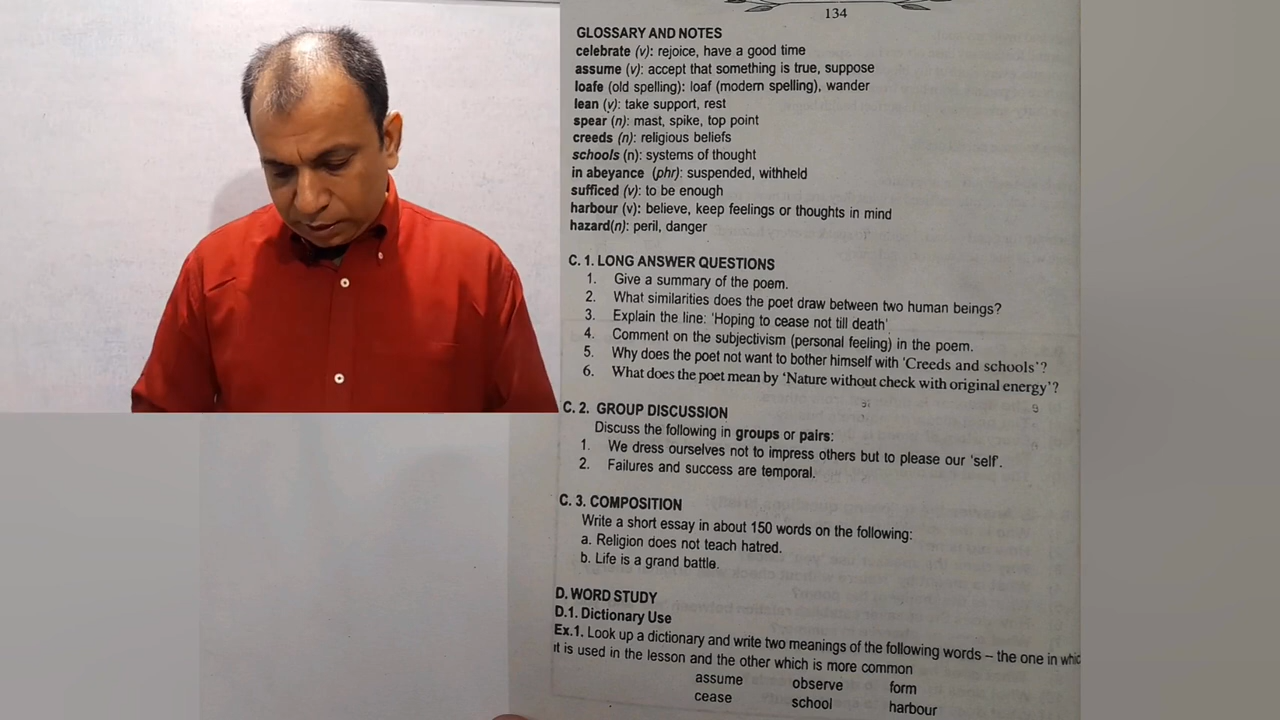 134
GLOSSARY AND NOTES
celebrate (v): rejoice, have a good time
assume (v): accept that something is true, suppose
loafe (old spelling): loaf (modern spelling), wander
lean (v): take support, rest
spear (n): mast, spike, top point
creeds (n): religious beliefs
schools (n): systems of thought
in abeyance (phr): suspended, withheld
sufficed (v): to be enough
harbour (v): believe, keep feelings or thoughts in mind
hazard(n): peril, danger
C. 1. LONG ANSWER QUESTIONS
1. Give a summary of the poem.
2. What similarities does the poet draw between two human beings?
3. Explain the line: 'Hoping to cease not till death'
4. Comment on the subjectivism (personal feeling) in the poem.
5. Why does the poet not want to bother himself with 'Creeds and schools'?
6. What does the poet mean by 'Nature without check with original energy'?
C. 2. GROUP DISCUSSION
Discuss the following in groups or pairs:
1. We dress ourselves not to impress others but to please our 'self'.
2. Failures and success are temporal.
C. 3. COMPOSITION
Write a short essay in about 150 words on the following:
a. Religion does not teach hatred.
b. Life is a grand battle.
D. WORD STUDY
D.1. Dictionary Use
Ex.1. Look up a dictionary and write two meanings of the following words – the one in whic
it is used in the lesson and the other which is more common
assume observe form
cease school harbour